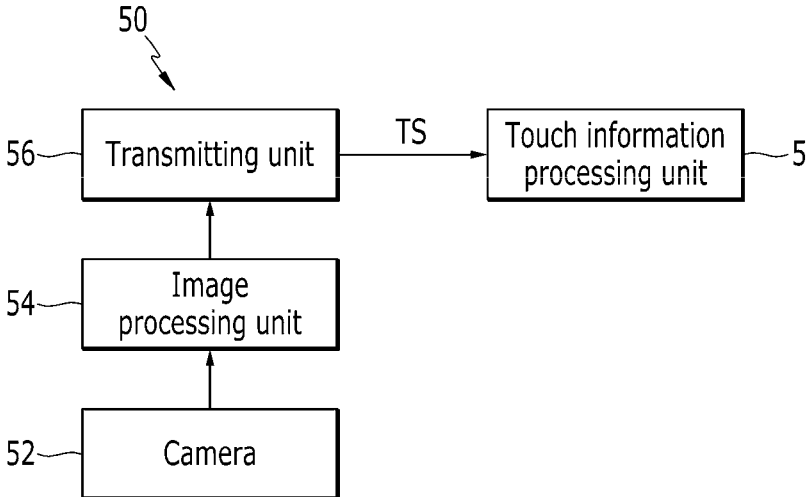 50
56
Transmitting unit
TS
Touch information
processing unit
5
54
Image
processing unit
52
Camera